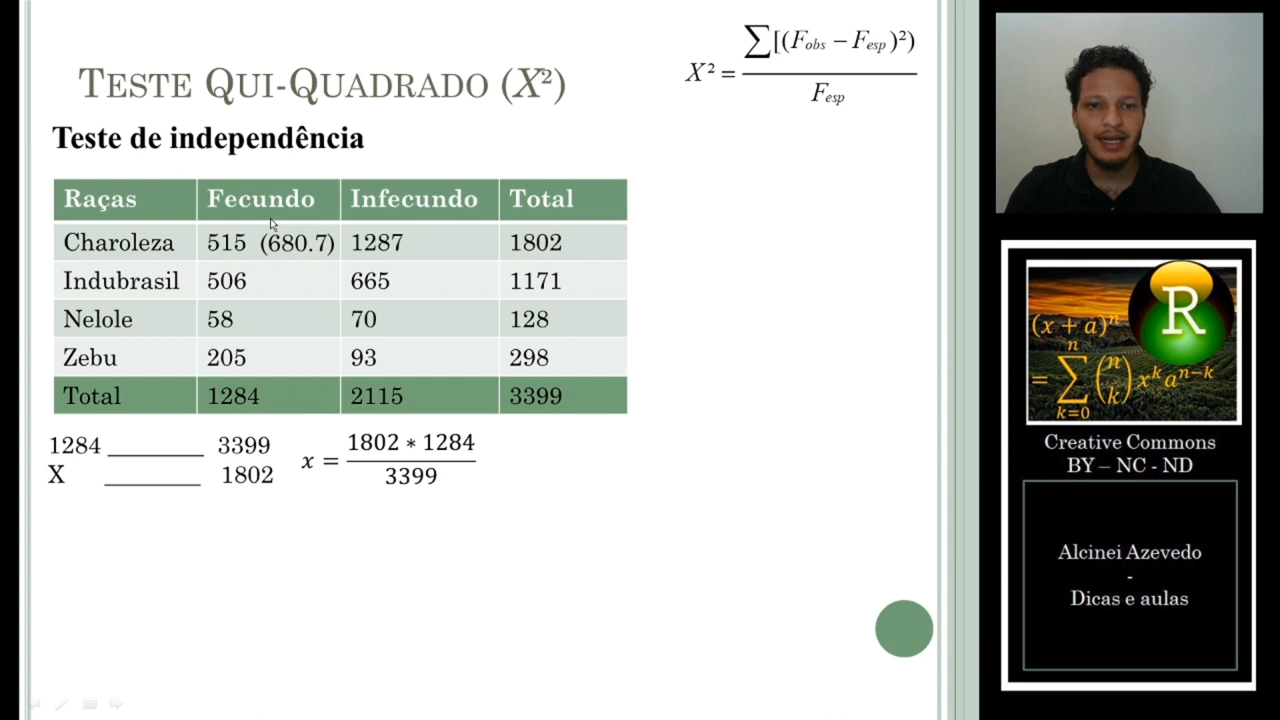 TESTE QUI-QUADRADO (X²)
X² = ∑[(Fobs − Fesp)²) / Fesp
Teste de independência
Raças Fecundo Infecundo Total
Charoleza 515 (680.7) 1287 1802
Indubrasil 506 665 1171
Nelole 58 70 128
Zebu 205 93 298
Total 1284 2115 3399
1284 ________ 3399
X ________ 1802
x = 1802 ∗ 1284 / 3399
R
(x + a)ⁿ
= ∑ n k=0 (n k) xᵏaⁿ⁻ᵏ
Creative Commons
BY – NC - ND
Alcinei Azevedo
-
Dicas e aulas